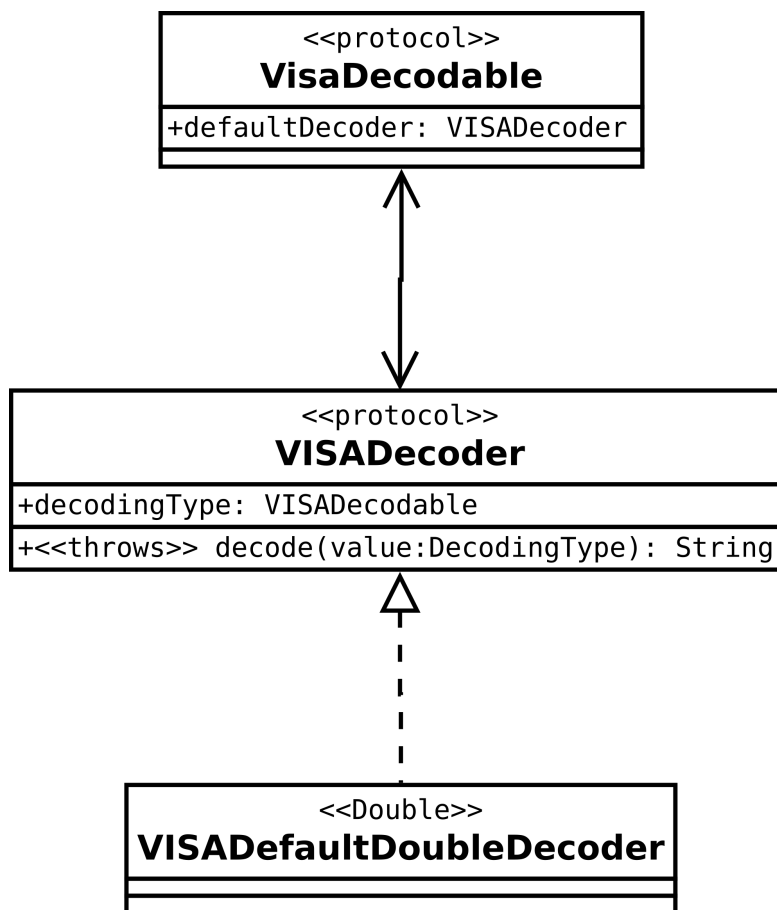 <<protocol>>
VisaDecodable
+defaultDecoder: VISADecoder
<<protocol>>
VISADecoder
+decodingType: VISADecodable
+<<throws>> decode(value:DecodingType): String
<<Double>>
VISADefaultDoubleDecoder